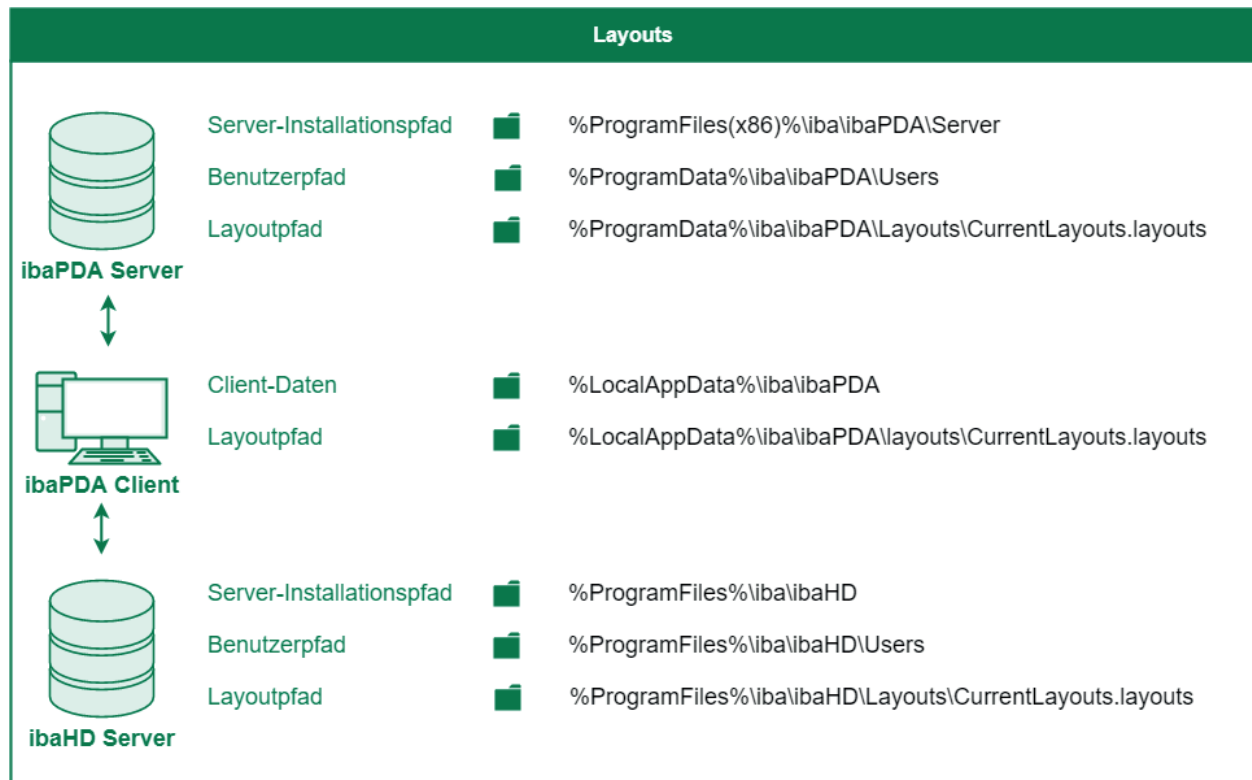 Layouts
Server-Installationspfad %ProgramFiles(x86)%\iba\ibaPDA\Server
Benutzerpfad %ProgramData%\iba\ibaPDA\Users
Layoutpfad %ProgramData%\iba\ibaPDA\Layouts\CurrentLayouts.layouts
ibaPDA Server
Client-Daten %LocalAppData%\iba\ibaPDA
Layoutpfad %LocalAppData%\iba\ibaPDA\layouts\CurrentLayouts.layouts
ibaPDA Client
Server-Installationspfad %ProgramFiles%\iba\ibaHD
Benutzerpfad %ProgramFiles%\iba\ibaHD\Users
Layoutpfad %ProgramFiles%\iba\ibaHD\Layouts\CurrentLayouts.layouts
ibaHD Server